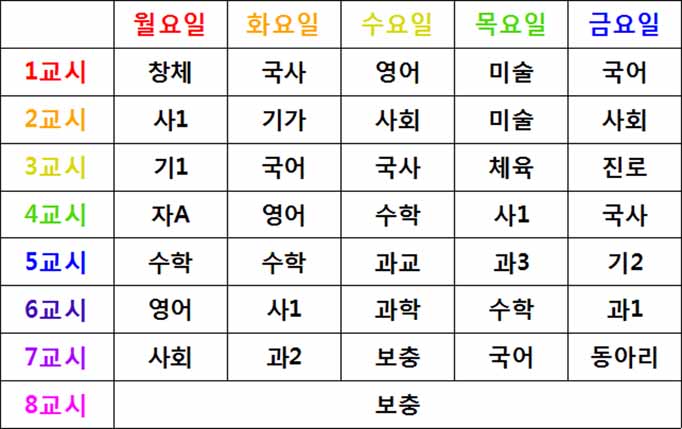 월요일 화요일 수요일 목요일 금요일
1교시 창체 국사 영어 미술 국어
2교시 사1 기가 사회 미술 사회
3교시 기1 국어 국사 체육 진로
4교시 자A 영어 수학 사1 국사
5교시 수학 수학 과교 과3 기2
6교시 영어 사1 과학 수학 과1
7교시 사회 과2 보충 국어 동아리
8교시 보충